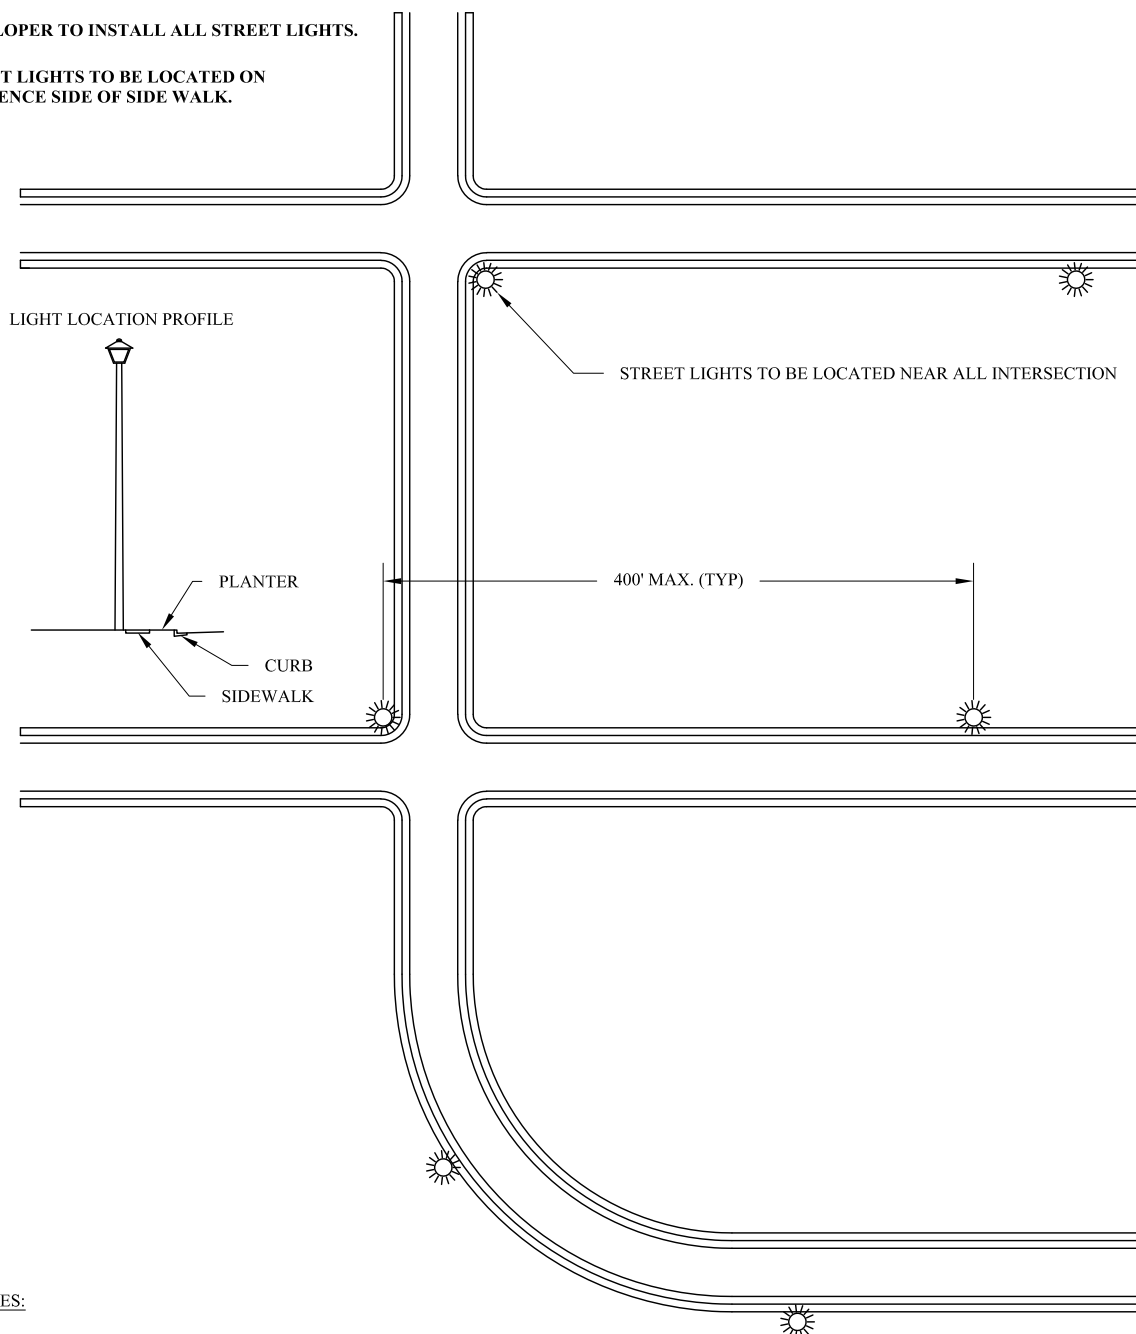 LOPER TO INSTALL ALL STREET LIGHTS.
T LIGHTS TO BE LOCATED ON
ENCE SIDE OF SIDE WALK.
LIGHT LOCATION PROFILE
STREET LIGHTS TO BE LOCATED NEAR ALL INTERSECTION
PLANTER
400' MAX. (TYP)
CURB
SIDEWALK
ES: